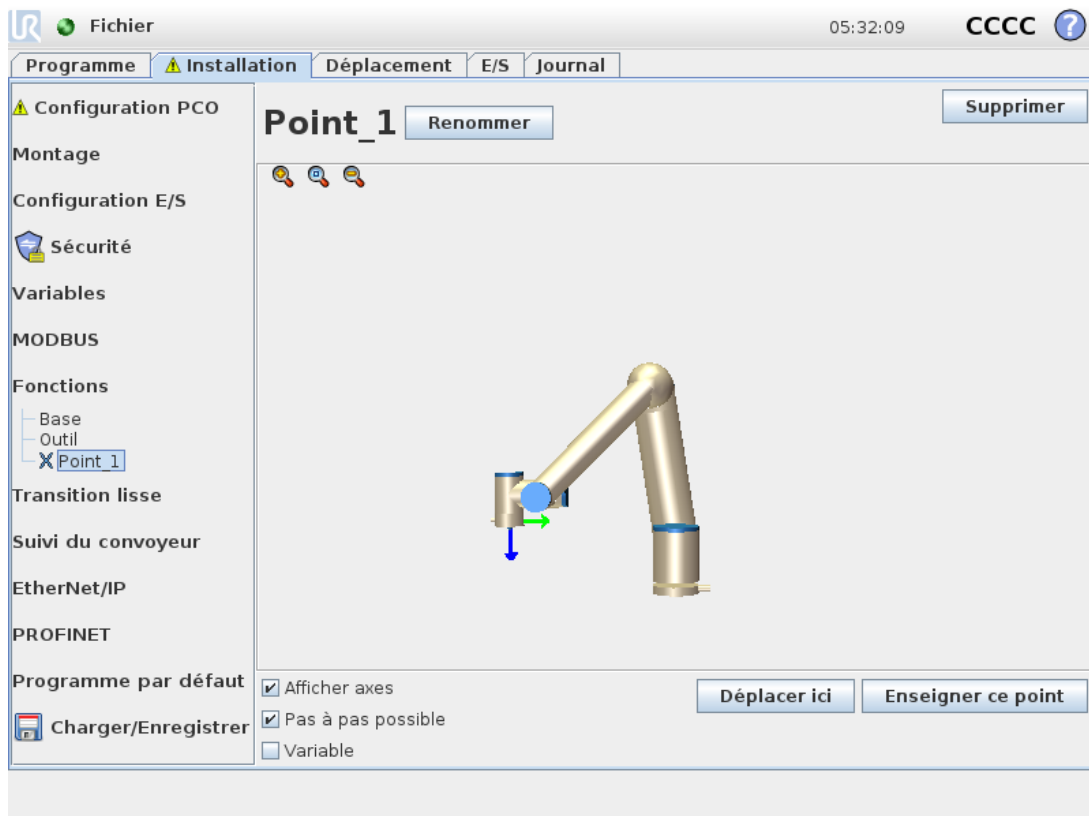 UR Fichier 05:32:09 CCCC ?
Programme Installation Déplacement E/S Journal
Configuration PCO
Montage
Configuration E/S
Sécurité
Variables
MODBUS
Fonctions
Base
Outil
Point_1
Transition lisse
Suivi du convoyeur
EtherNet/IP
PROFINET
Programme par défaut
Charger/Enregistrer
Point_1 Renommer Supprimer
Afficher axes
Pas à pas possible
Variable
Déplacer ici Enseigner ce point